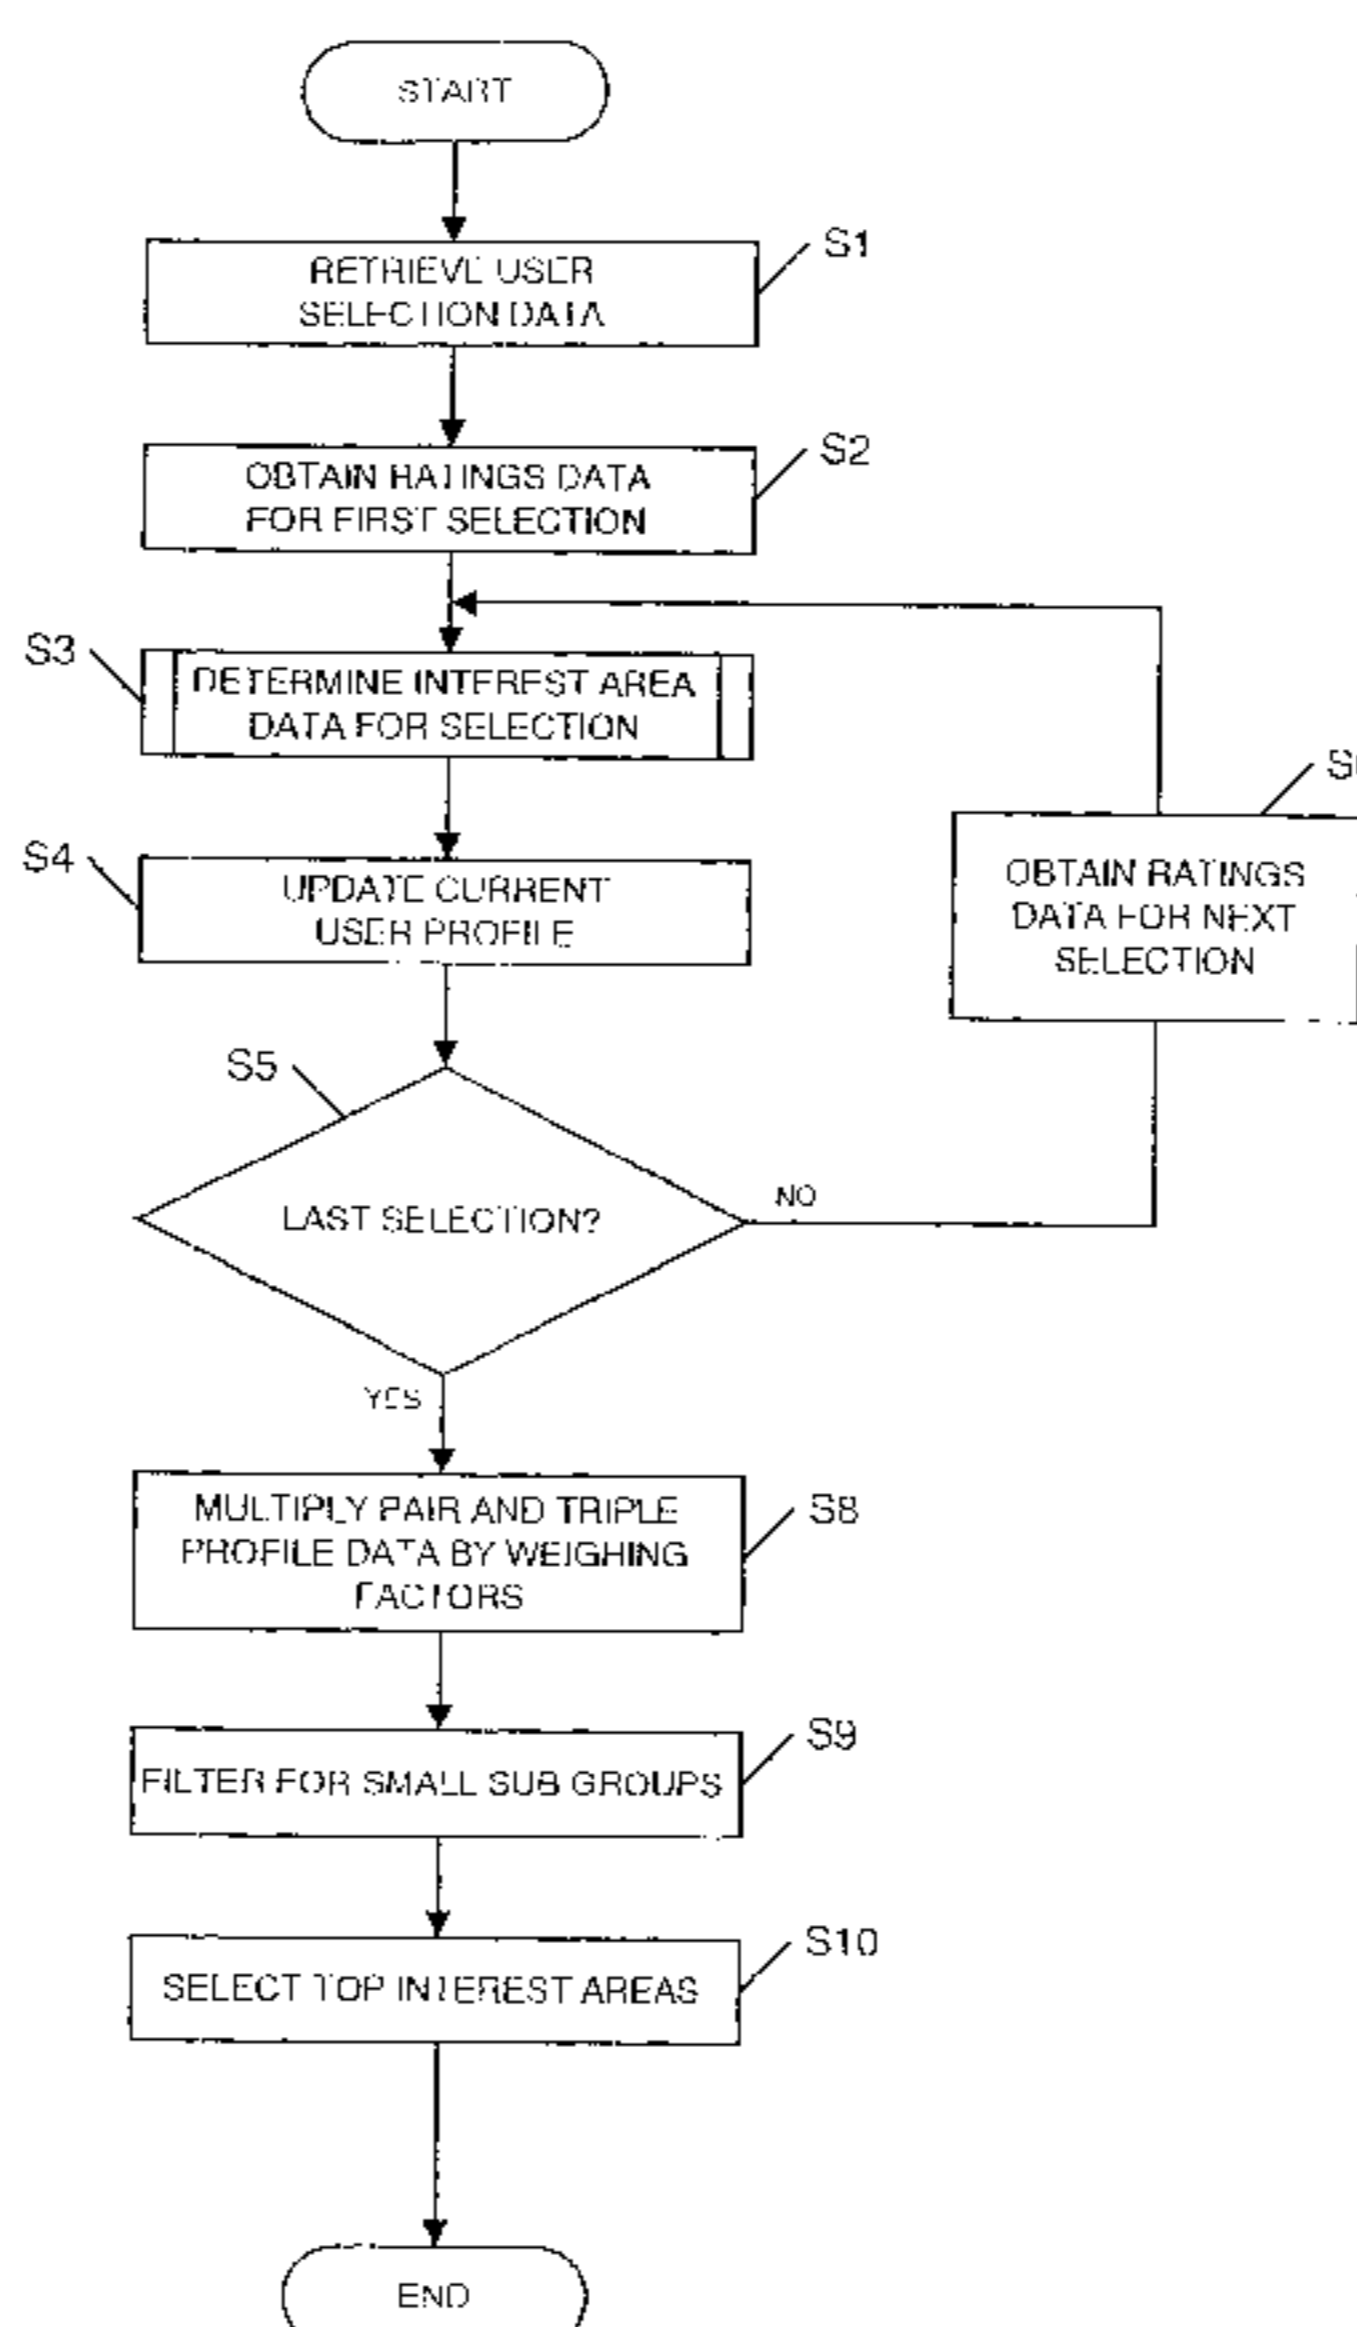 START
RETRIEVE USER
SELECTION DATA
S1
OBTAIN RATINGS DATA
FOR FIRST SELECTION
S2
S3
DETERMINE INTEREST AREA
DATA FOR SELECTION
S4
UPDATE CURRENT
USER PROFILE
OBTAIN RATINGS
DATA FOR NEXT
SELECTION
S5
LAST SELECTION?
NO
YES
MULTIPLY PAIR AND TRIPLE
PROFILE DATA BY WEIGHING
FACTORS
S8
FILTER FOR SMALL SUB GROUPS
S9
SELECT TOP INTEREST AREAS
S10
END